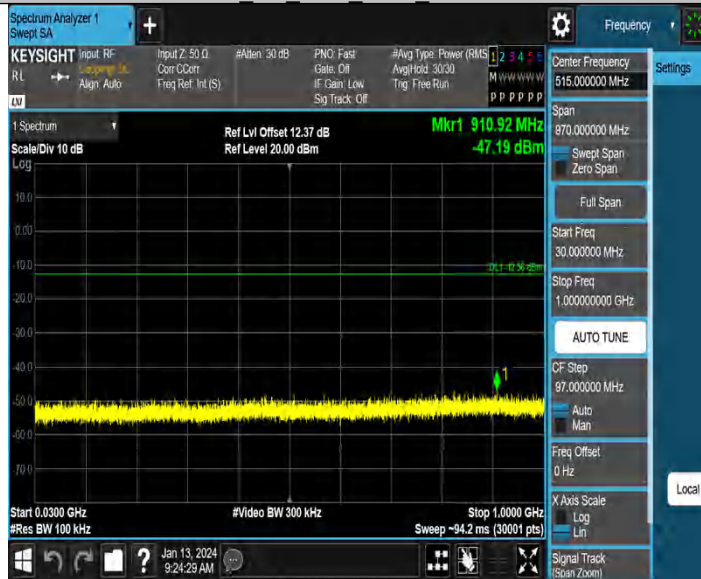 Spectrum Analyzer 1
Swept SA
Frequency
KEYSIGHT
RL
LXI
Input: RF
Coupling: DC
Align: Auto
Input Z: 50 Ω
Corr CCorr
Freq Ref: Int (S)
#Atten: 30 dB
PNO: Fast
Gate: Off
IF Gain: Low
Sig Track: Off
#Avg Type: Power (RMS
Avg|Hold: 30/30
Trig: Free Run
1 2 3 4 5 6
M W W W W W
P P P P P P
1 Spectrum
Scale/Div 10 dB
Log
Ref Lvl Offset 12.37 dB
Ref Level 20.00 dBm
Mkr1 910.92 MHz
-47.19 dBm
10.0
0.00
-10.0
-20.0
-30.0
-40.0
-50.0
-60.0
-70.0
1
Start 0.0300 GHz
#Res BW 100 kHz
#Video BW 300 kHz
Stop 1.0000 GHz
Sweep ~94.2 ms (30001 pts)
?
Jan 13, 2024
9:24:29 AM
Center Frequency
515.000000 MHz
Span
970.000000 MHz
Swept Span
Zero Span
Full Span
Start Freq
30.000000 MHz
Stop Freq
1.000000000 GHz
AUTO TUNE
CF Step
97.000000 MHz
Auto
Man
Freq Offset
0 Hz
X Axis Scale
Log
Lin
Signal Track
(Span Zoom)
Settings
Local